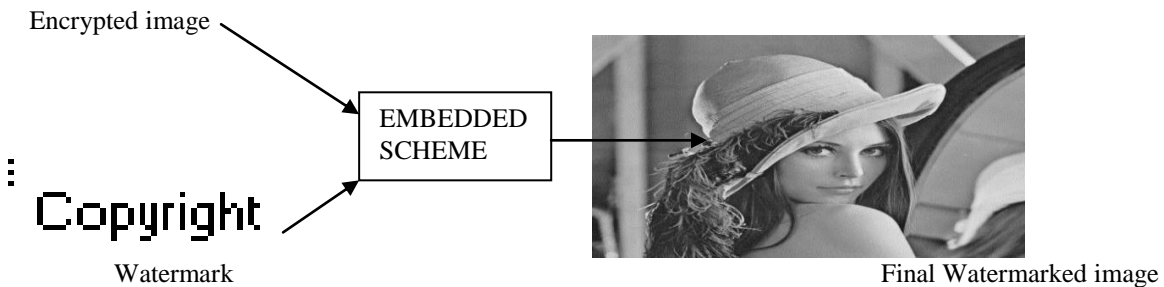 Encrypted image
EMBEDDED
SCHEME
Copyright
Watermark
Final Watermarked image